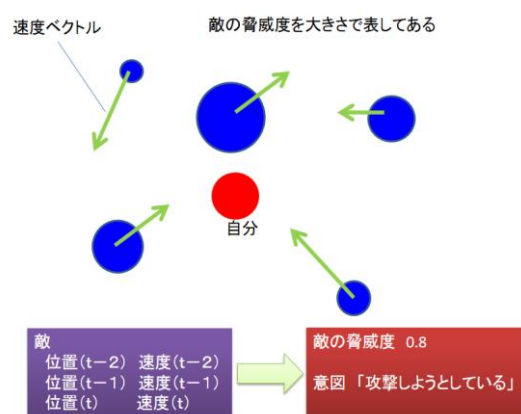 速度ベクトル
敵の脅威度を大きさで表してある
自分
敵
位置(t－2) 速度(t－2)
位置(t－1) 速度(t－1)
位置(t) 速度(t)
敵の脅威度 0.8
意図 「攻撃しようとしている」